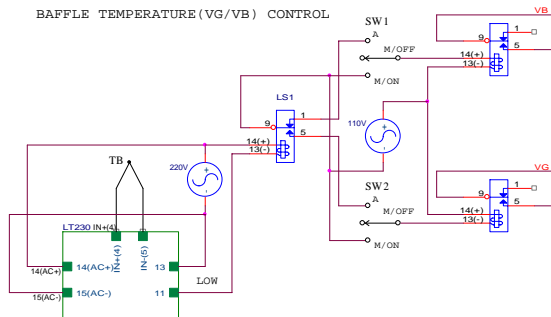 BAFFLE TEMPERATURE(VG/VB) CONTROL
SW1
A
M/OFF
M/ON
VB
1
9
5
14(+)
13(-)
LS1
1
9
5
14(+)
13(-)
110V
+
-
TB
220V
+
-
VG
1
9
5
14(+)
13(-)
SW2
A
M/OFF
M/ON
LT230
IN+(4)
IN+(4)
IN-(5)
14(AC+)
14(AC+)
13
15(AC-)
15(AC-)
11
LOW